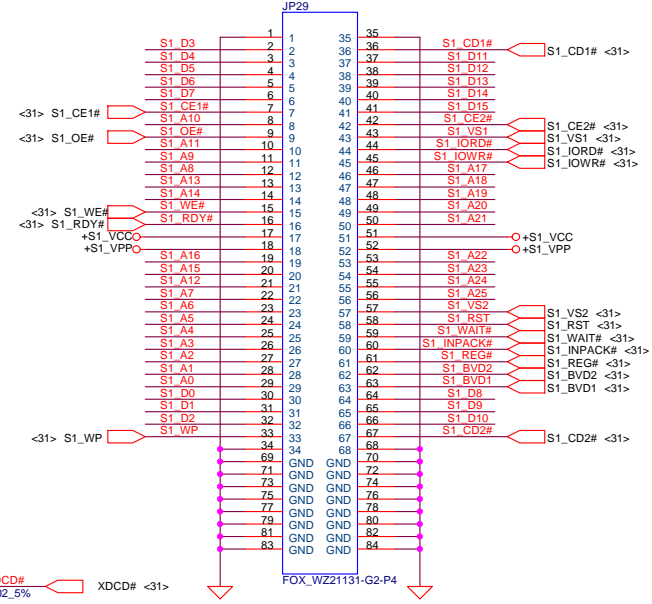 JP29
1 1 35 35
S1_D3 2 2 36 36 S1_CD1# S1_CD1# <31>
S1_D4 3 3 37 37 S1_D11
S1_D5 4 4 38 38 S1_D12
S1_D6 5 5 39 39 S1_D13
S1_D7 6 6 40 40 S1_D14
<31> S1_CE1# S1_CE1# 7 7 41 41 S1_D15
S1_A10 8 8 42 42 S1_CE2# S1_CE2# <31>
<31> S1_OE# S1_OE# 9 9 43 43 S1_VS1 S1_VS1 <31>
S1_A11 10 10 44 44 S1_IORD# S1_IORD# <31>
S1_A9 11 11 45 45 S1_IOWR# S1_IOWR# <31>
S1_A8 12 12 46 46 S1_A17
S1_A13 13 13 47 47 S1_A18
S1_A14 14 14 48 48 S1_A19
<31> S1_WE# S1_WE# 15 15 49 49 S1_A20
<31> S1_RDY# S1_RDY# 16 16 50 50 S1_A21
+S1_VCC 17 17 51 51 +S1_VCC
+S1_VPP 18 18 52 52 +S1_VPP
S1_A16 19 19 53 53 S1_A22
S1_A15 20 20 54 54 S1_A23
S1_A12 21 21 55 55 S1_A24
S1_A7 22 22 56 56 S1_A25
S1_A6 23 23 57 57 S1_VS2 S1_VS2 <31>
S1_A5 24 24 58 58 S1_RST S1_RST <31>
S1_A4 25 25 59 59 S1_WAIT# S1_WAIT# <31>
S1_A3 26 26 60 60 S1_INPACK# S1_INPACK# <31>
S1_A2 27 27 61 61 S1_REG# S1_REG# <31>
S1_A1 28 28 62 62 S1_BVD2 S1_BVD2 <31>
S1_A0 29 29 63 63 S1_BVD1 S1_BVD1 <31>
S1_D0 30 30 64 64 S1_D8
S1_D1 31 31 65 65 S1_D9
S1_D2 32 32 66 66 S1_D10
<31> S1_WP S1_WP 33 33 67 67 S1_CD2# S1_CD2# <31>
34 34 68 68
69 GND GND 70
71 GND GND 72
73 GND GND 74
75 GND GND 76
77 GND GND 78
79 GND GND 80
81 GND GND 82
83 GND GND 84
FOX_WZ21131-G2-P4
CD# XDCD# <31>
02_5%